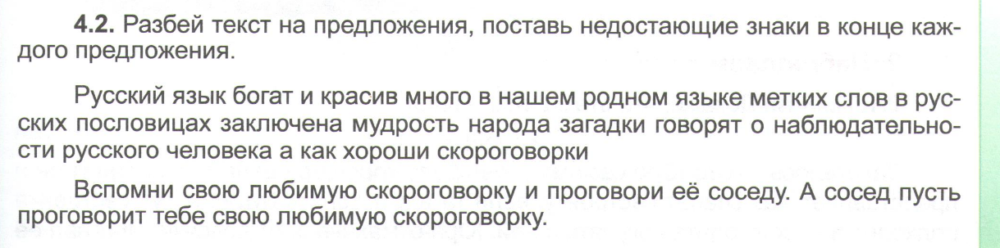 4.2. Разбей текст на предложения, поставь недостающие знаки в конце каж-
дого предложения.
Русский язык богат и красив много в нашем родном языке метких слов в рус-
ских пословицах заключена мудрость народа загадки говорят о наблюдательно-
сти русского человека а как хороши скороговорки
Вспомни свою любимую скороговорку и проговори её соседу. А сосед пусть
проговорит тебе свою любимую скороговорку.